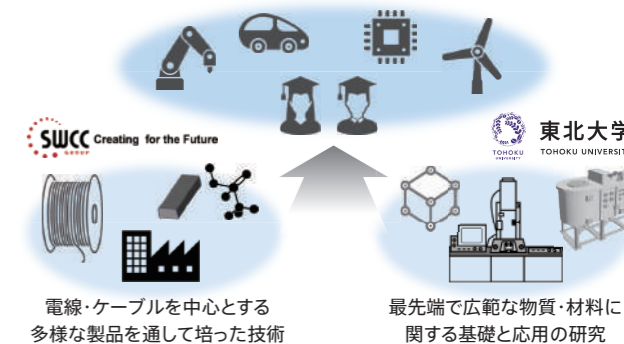 SWCC Creating for the Future
GROUP
東北大学
TOHOKU UNIVERSIT
TOHOKU
UNIVERSITY
電線・ケーブルを中心とする
多様な製品を通して培った技術
最先端で広範な物質・材料に
関する基礎と応用の研究